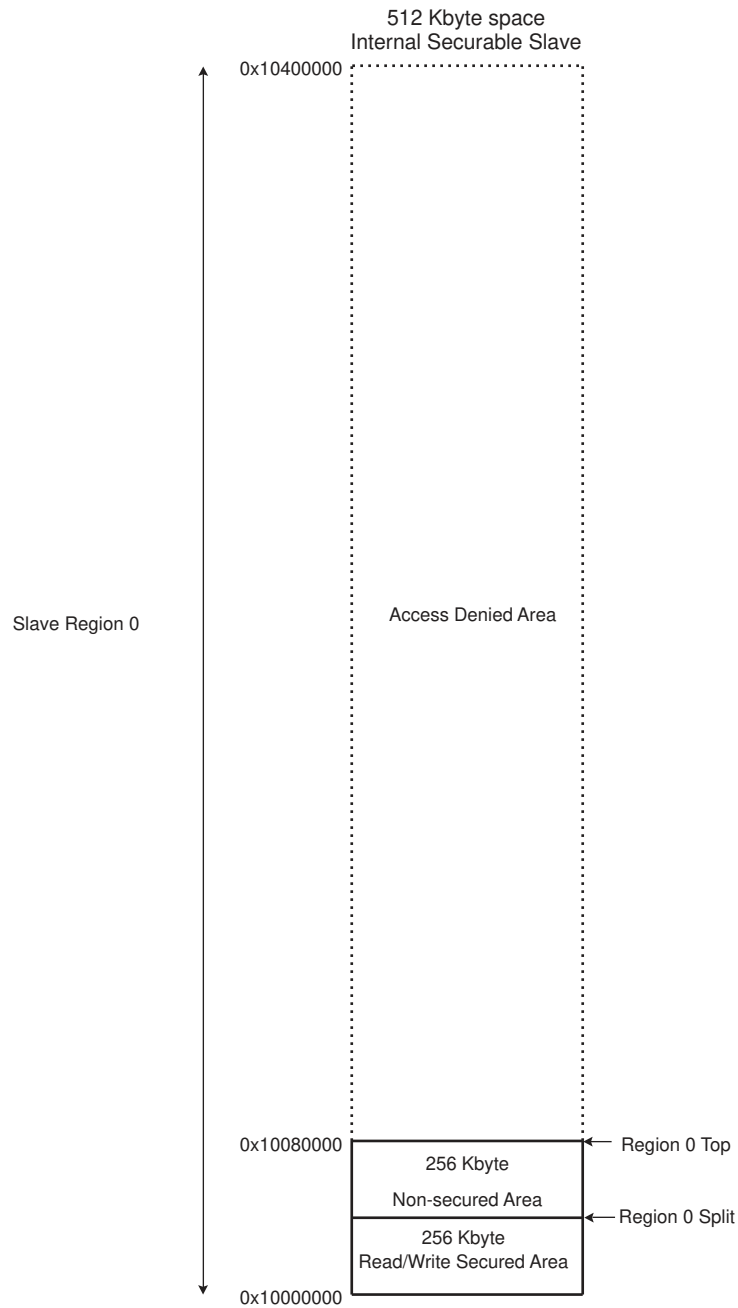 512 Kbyte space
Internal Securable Slave
0x10400000
Slave Region 0
Access Denied Area
0x10080000
Region 0 Top
256 Kbyte
Non-secured Area
Region 0 Split
256 Kbyte
Read/Write Secured Area
0x10000000